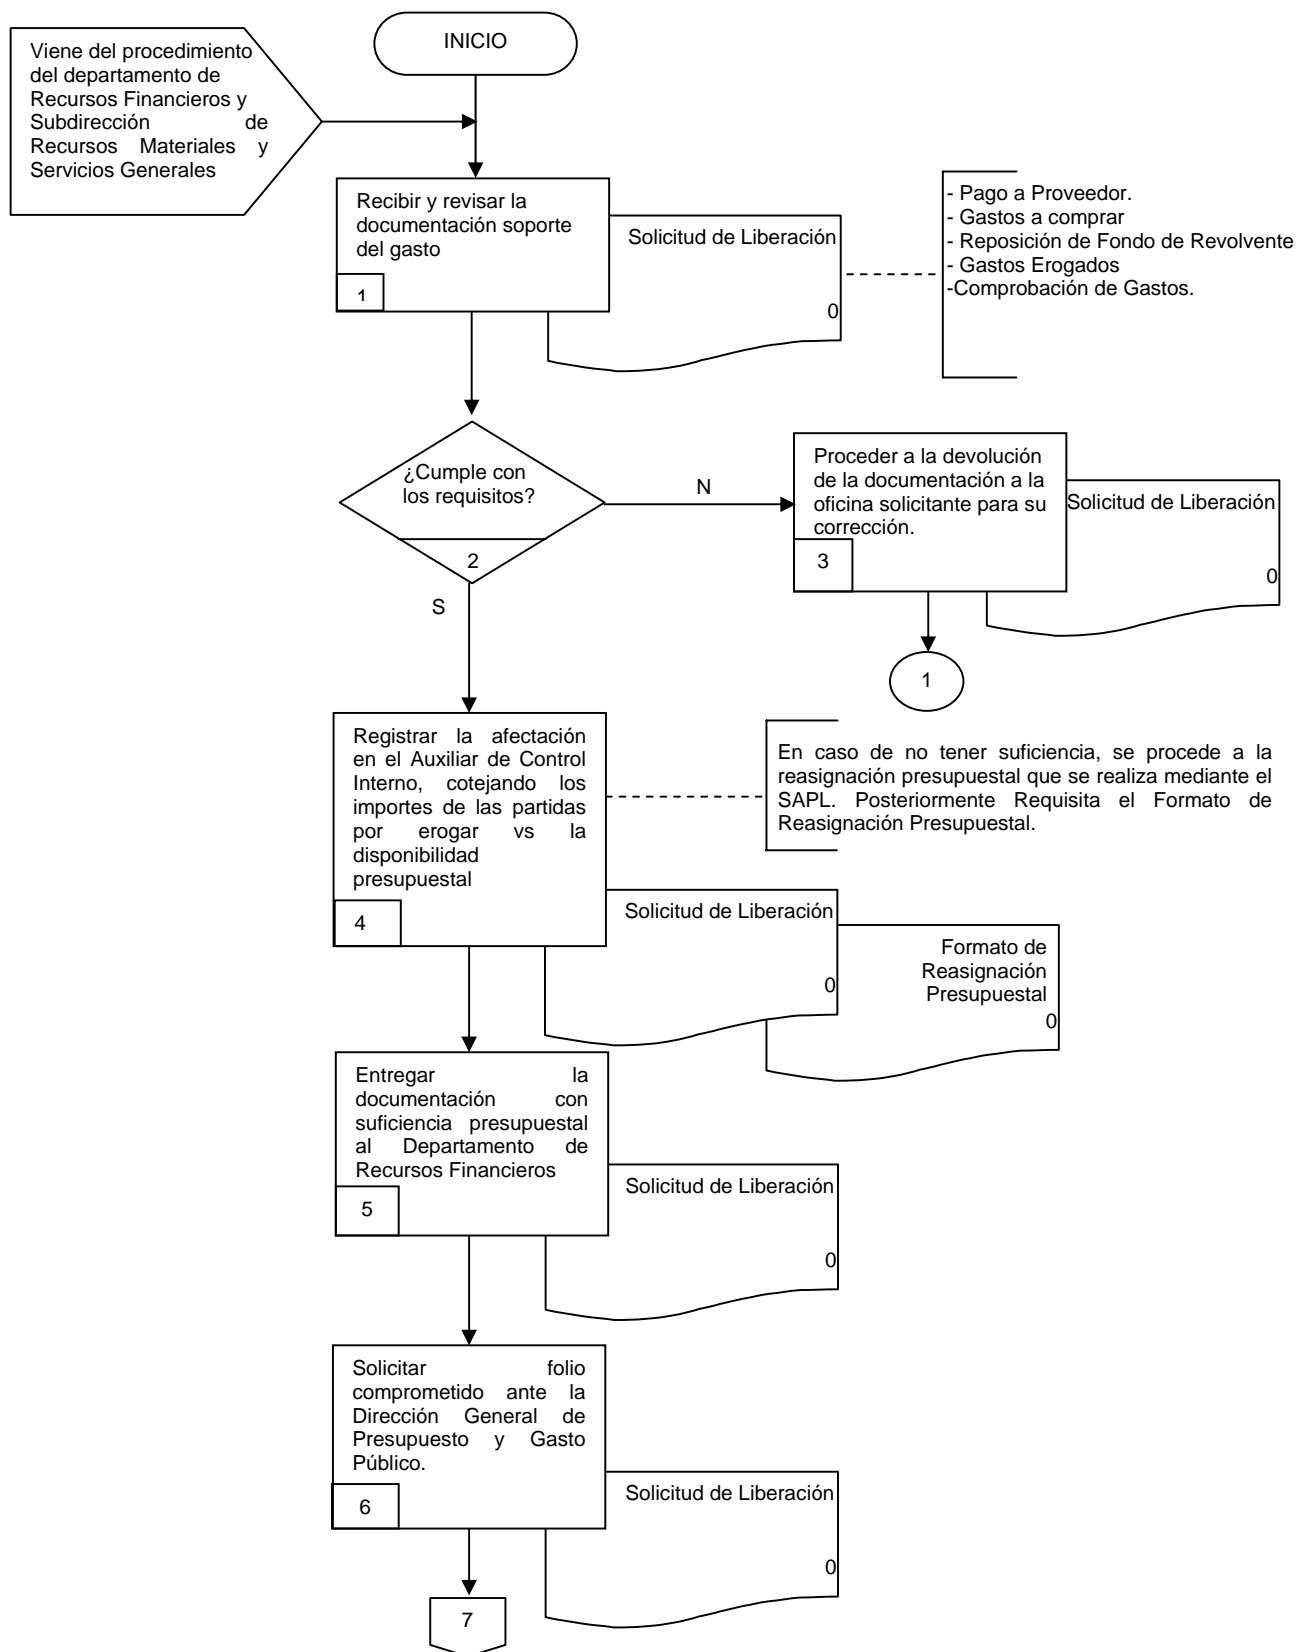 INICIO
Viene del procedimiento
del departamento de
Recursos Financieros y
Subdirección de
Recursos Materiales y
Servicios Generales
Recibir y revisar la
documentación soporte
del gasto
1
Solicitud de Liberación
0
- Pago a Proveedor.
- Gastos a comprar
- Reposición de Fondo de Revolvente
- Gastos Erogados
-Comprobación de Gastos.
¿Cumple con
los requisitos?
2
N
S
Proceder a la devolución
de la documentación a la
oficina solicitante para su
corrección.
3
Solicitud de Liberación
0
1
Registrar la afectación
en el Auxiliar de Control
Interno, cotejando los
importes de las partidas
por erogar vs la
disponibilidad
presupuestal
4
En caso de no tener suficiencia, se procede a la
reasignación presupuestal que se realiza mediante el
SAPL. Posteriormente Requisita el Formato de
Reasignación Presupuestal.
Solicitud de Liberación
0
Formato de
Reasignación
Presupuestal
0
Entregar la
documentación con
suficiencia presupuestal
al Departamento de
Recursos Financieros
5
Solicitud de Liberación
0
Solicitar folio
comprometido ante la
Dirección General de
Presupuesto y Gasto
Público.
6
Solicitud de Liberación
0
7